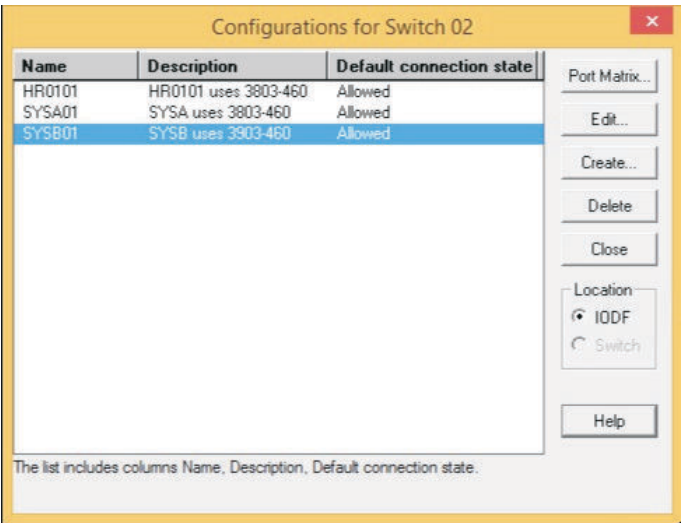 Configurations for Switch 02
Name Description Default connection state
HR0101 HR0101 uses 3803-460 Allowed
SYSA01 SYSA uses 3803-460 Allowed
SYSB01 SYSB uses 3903-460 Allowed
Port Matrix...
Edit...
Create...
Delete
Close
Location
IODF
Switch
Help
The list includes columns Name, Description, Default connection state.